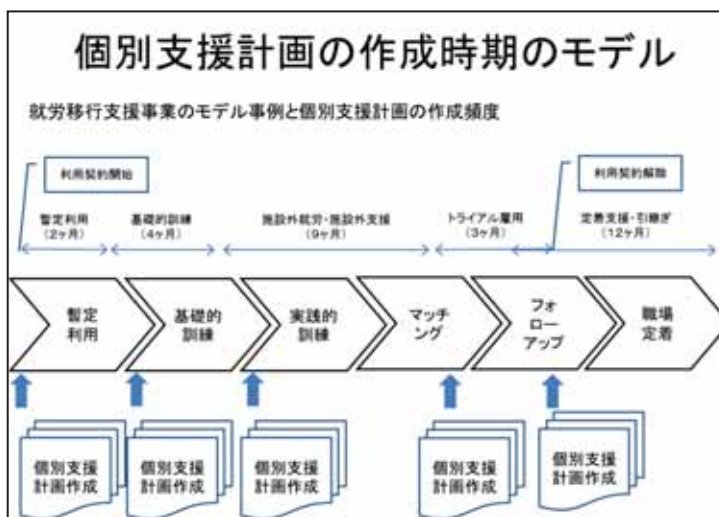 個別支援計画の作成時期のモデル
就労移行支援事業のモデル事例と個別支援計画の作成頻度
利用契約開始
利用契約解除
暫定利用
(2ヶ月)
基礎的訓練
(4ヶ月)
施設外就労・施設外支援
(9ヶ月)
トライアル雇用
(3ヶ月)
定着支援・引継ぎ
(12ヶ月)
暫定
利用
基礎的
訓練
実践的
訓練
マッチ
ング
フォ
ロー
アップ
職場
定着
個別支援
計画作成
個別支援
計画作成
個別支援
計画作成
個別支援
計画作成
個別支援
計画作成